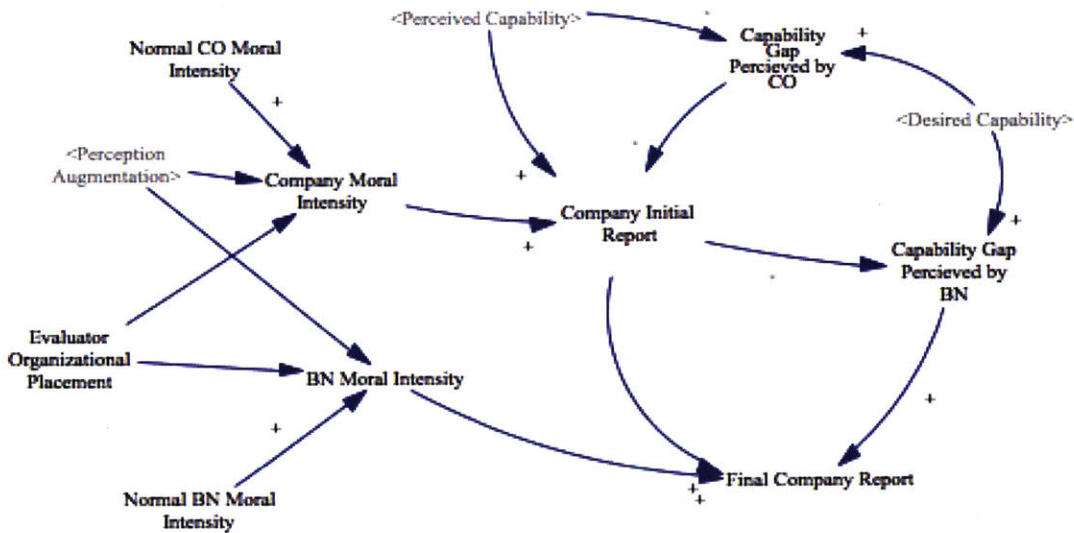 <Perceived Capability>
Capability
Gap
Percieved by
CO
+
Normal CO Moral
Intensity
+
<Desired Capability>
<Perception
Augmentation>
Company Moral
Intensity
+
Company Initial
Report
+
+
Capability Gap
Percieved by
BN
Evaluator
Organizational
Placement
BN Moral Intensity
+
+
Final Company Report
+
+
Normal BN Moral
Intensity